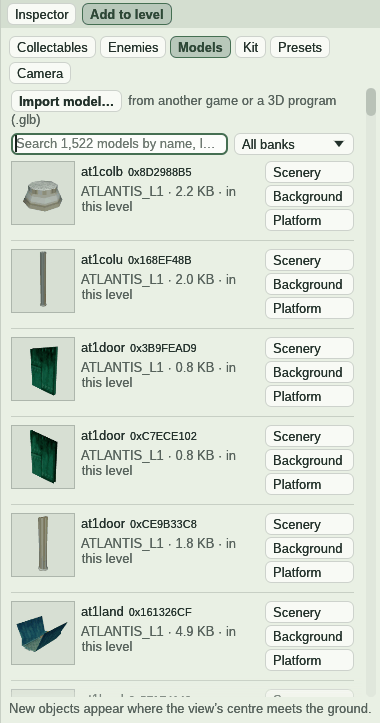 Inspector Add to level
Collectables Enemies Models Kit Presets
Camera
Import model... from another game or a 3D program
(.glb)
Search 1,522 models by name, I... All banks
at1colb 0x8D2988B5
ATLANTIS_L1 · 2.2 KB · in
this level
Scenery
Background
Platform
at1colu 0x168EF48B
ATLANTIS_L1 · 2.0 KB · in
this level
Scenery
Background
Platform
at1door 0x3B9FEAD9
ATLANTIS_L1 · 0.8 KB · in
this level
Scenery
Background
Platform
at1door 0xC7ECE102
ATLANTIS_L1 · 0.8 KB · in
this level
Scenery
Background
Platform
at1door 0xCE9B33C8
ATLANTIS_L1 · 1.8 KB · in
this level
Scenery
Background
Platform
at1land 0x161326CF
ATLANTIS_L1 · 4.9 KB · in
this level
Scenery
Background
Platform
New objects appear where the view's centre meets the ground.